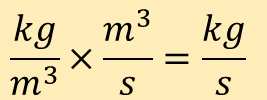 kg/m³ × m³/s = kg/s